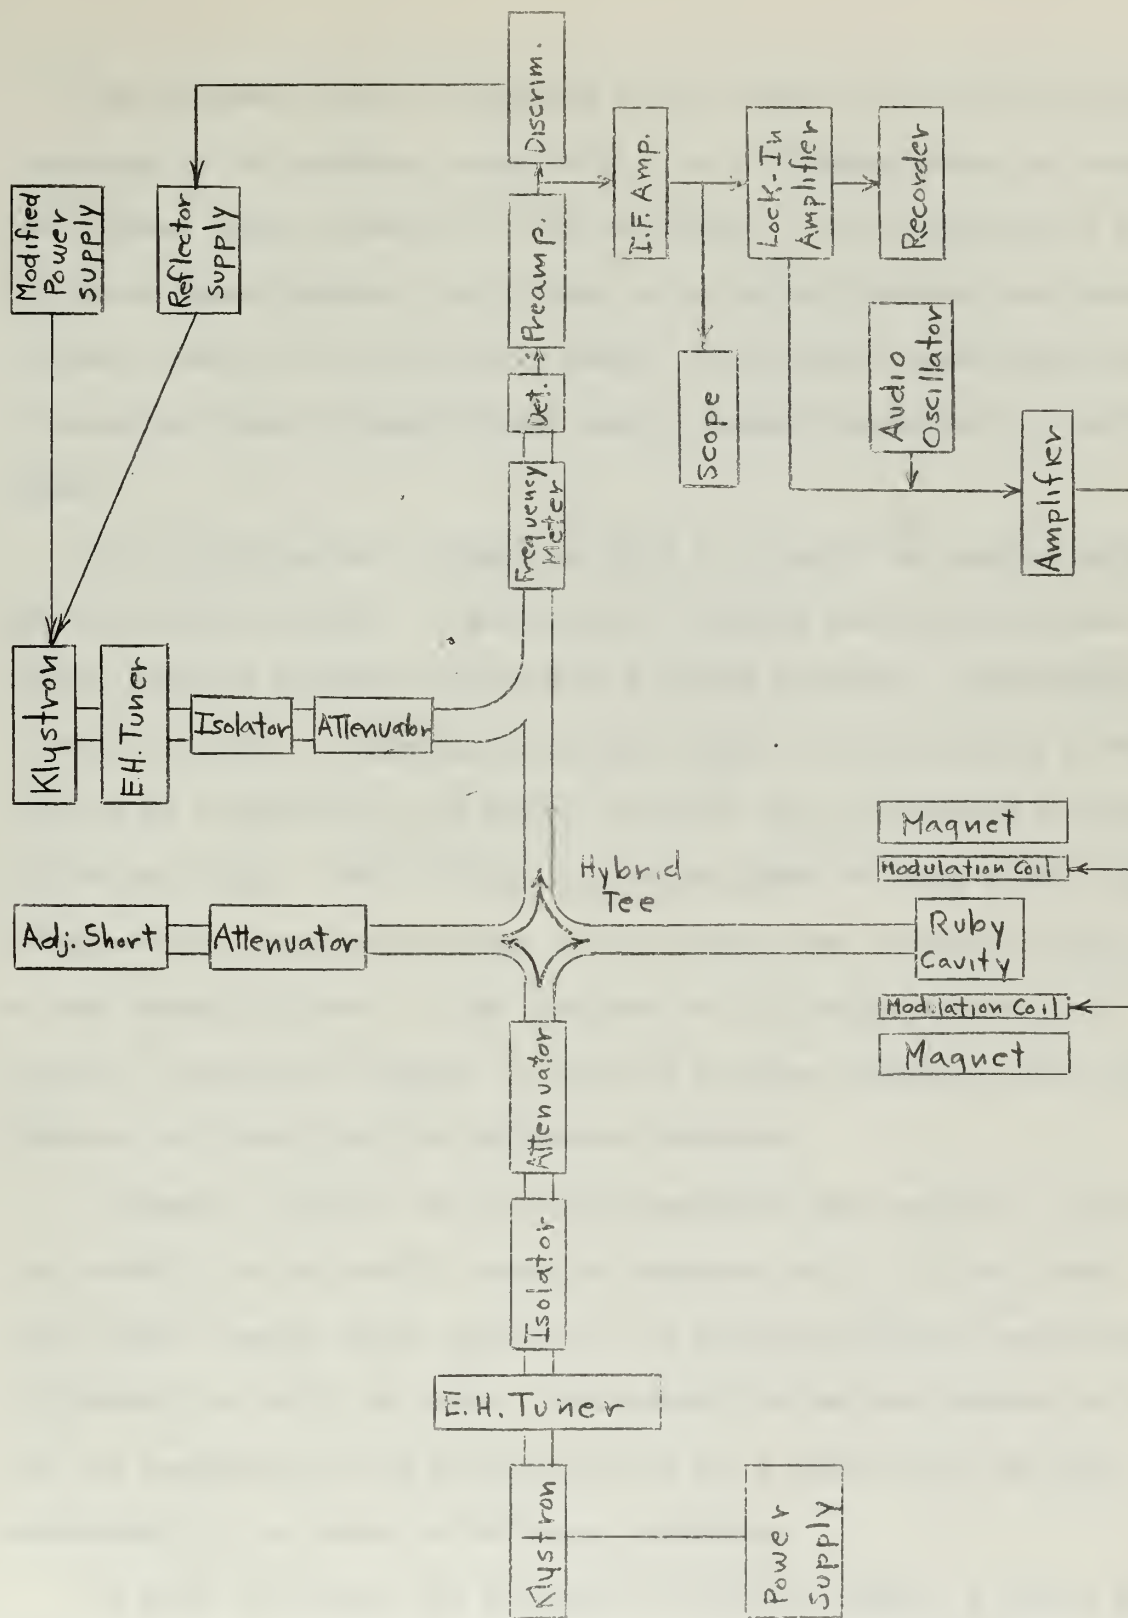 Discrim.
I.F. Amp.
Lock-In
Amplifier
Recorder
Modified
Power
supply
Reflector
supply
Preamp.
Det.
Scope
Audio
Oscillator
Amplifier
Frequency
Meter
Klystron
E.H. Tuner
Isolator
Attenuator
Hybrid
Tee
Magnet
Modulation Coil
Adj. Short
Attenuator
Ruby
Cavity
Modulation Coil
Magnet
Attenuator
Isolator
E.H. Tuner
Klystron
Power
Supply